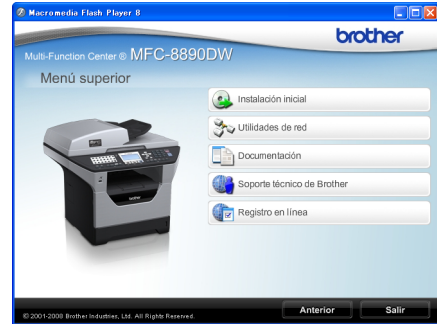 Macromedia Flash Player 8
brother
Multi-Function Center ® MFC-8890DW
Menú superior
Instalación inicial
Utilidades de red
Documentación
Soporte técnico de Brother
Registro en línea
Anterior
Salir
© 2001-2008 Brother Industries, Ltd. All Rights Reserved.